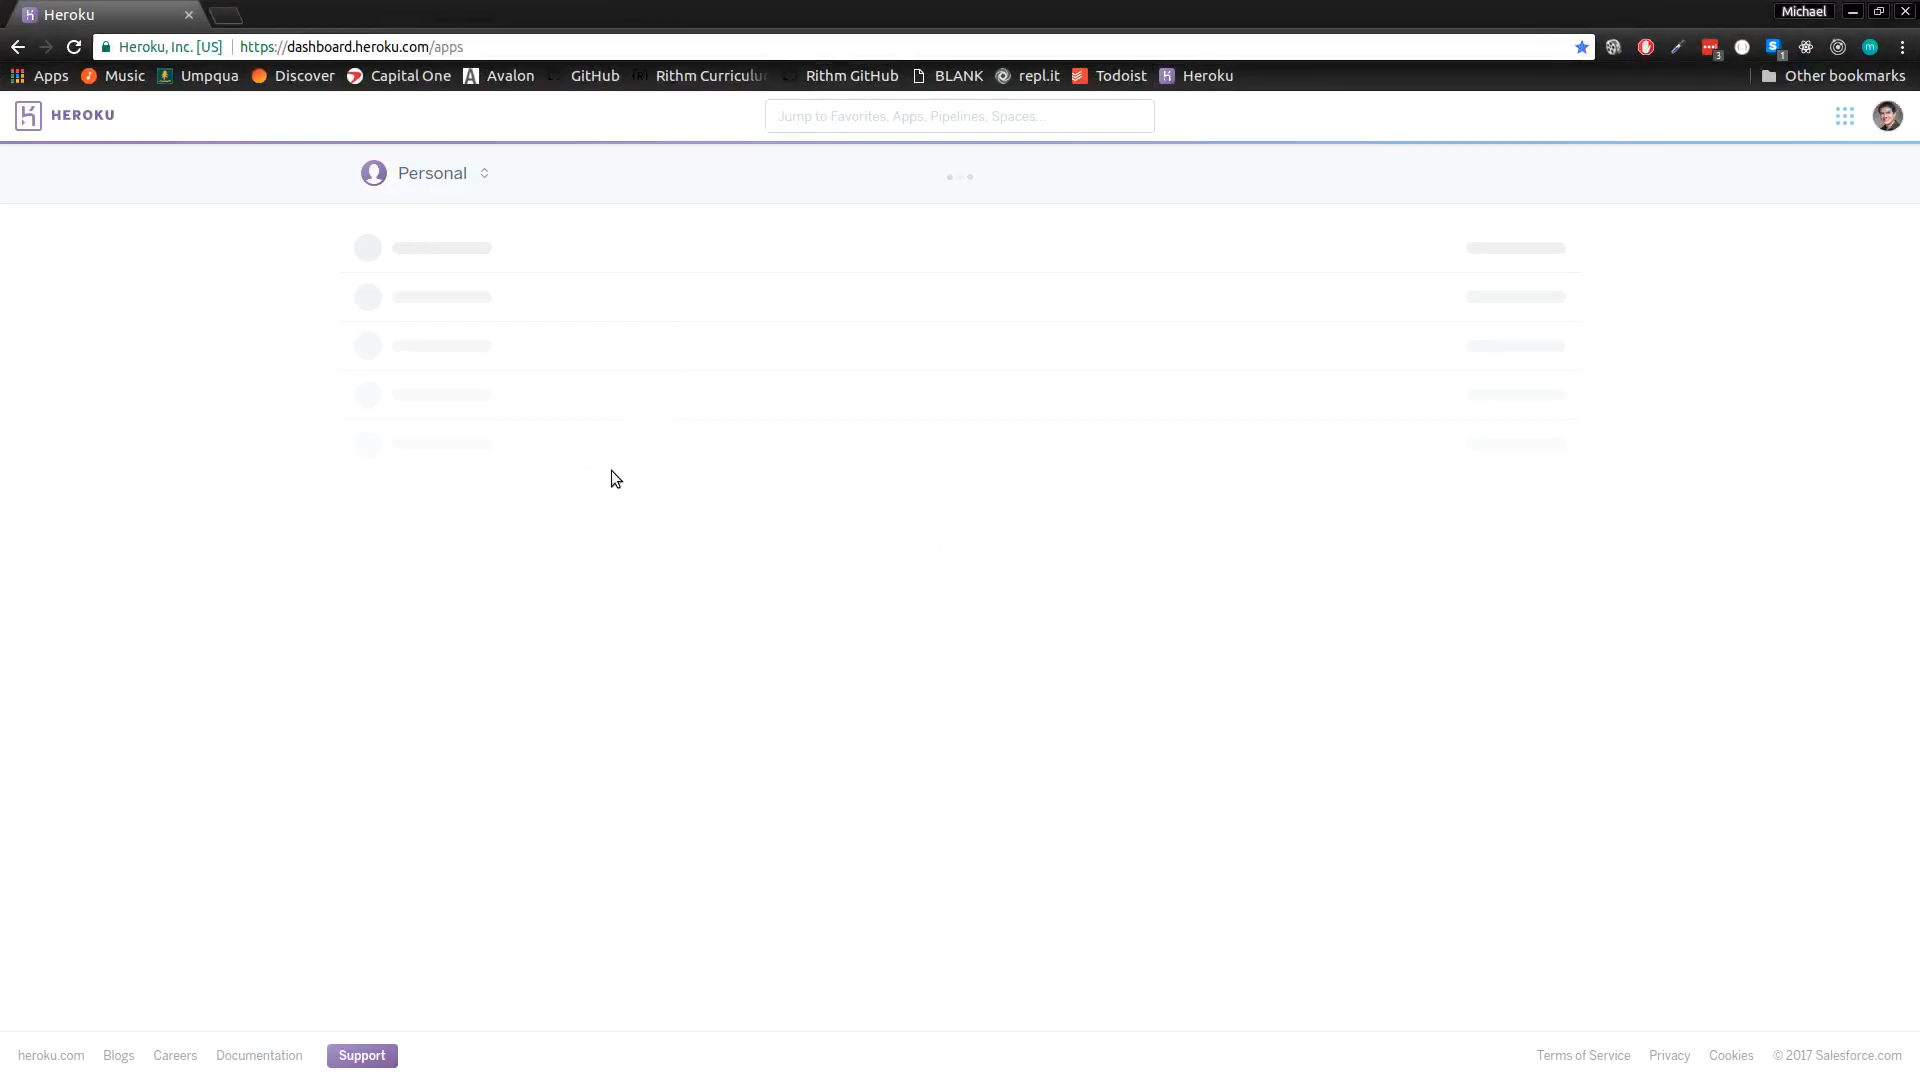 Heroku
Michael
Heroku, Inc. [US] https://dashboard.heroku.com/apps
3
1
m
Apps Music Umpqua Discover Capital One Avalon GitHub Rithm Curriculu Rithm GitHub BLANK repl.it Todoist Heroku Other bookmarks
HEROKU Jump to Favorites, Apps, Pipelines, Spaces...
Personal
heroku.com Blogs Careers Documentation Support Terms of Service Privacy Cookies © 2017 Salesforce.com